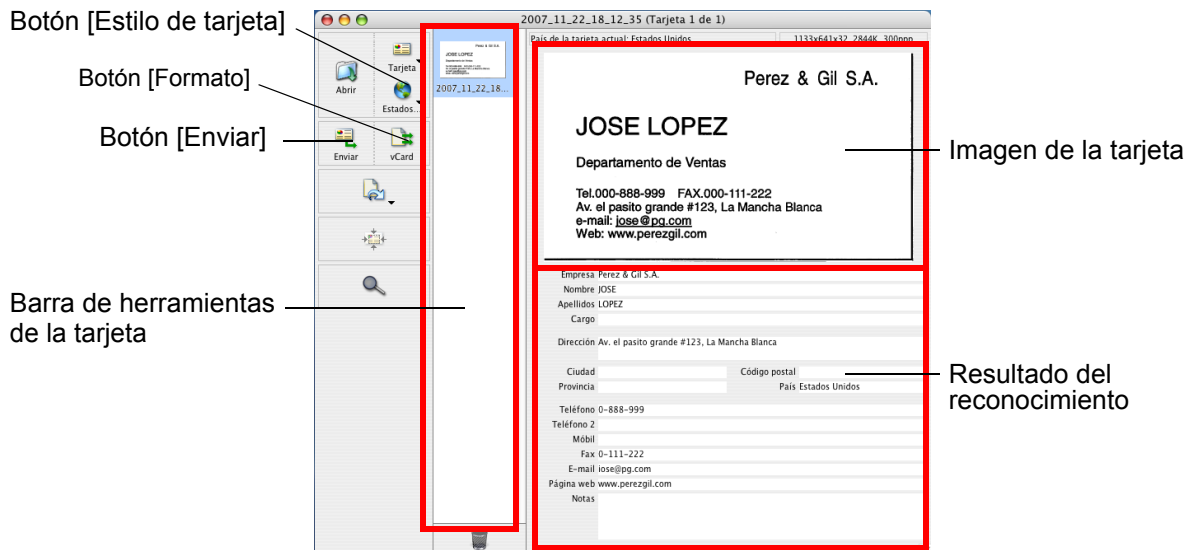 Botón [Estilo de tarjeta]
Botón [Formato]
Botón [Enviar]
Barra de herramientas
de la tarjeta
2007_11_22_18_12_35 (Tarjeta 1 de 1)
Abrir
Tarjeta
Estados...
Enviar
vCard
JOSE LOPEZ
2007_11_22_18...
País de la tarjeta actual: Estados Unidos
1133x641x32, 2844K, 300ppp
Perez & Gil S.A.
JOSE LOPEZ
Departamento de Ventas
Tel.000-888-999 FAX.000-111-222
Av. el pasito grande #123, La Mancha Blanca
e-mail: jose@pg.com
Web: www.perezgil.com
Empresa Perez & Gil S.A.
Nombre JOSE
Apellidos LOPEZ
Cargo
Dirección Av. el pasito grande #123, La Mancha Blanca
Ciudad
Código postal
Provincia
País Estados Unidos
Teléfono 0-888-999
Teléfono 2
Móbil
Fax 0-111-222
E-mail jose@pg.com
Página web www.perezgil.com
Notas
Imagen de la tarjeta
Resultado del
reconocimiento